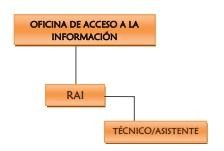 OFICINA DE ACCESO A LA
INFORMACIÓN
RAI
TÉCNICO/ASISTENTE